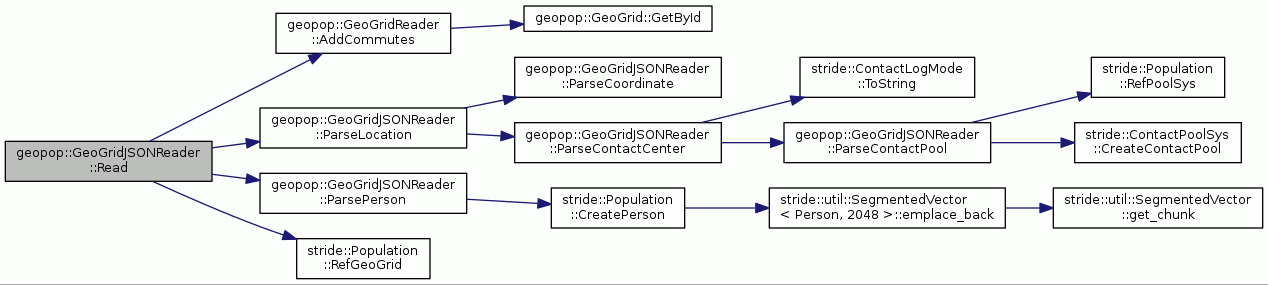 geopop::GeoGridJSONReader
::Read
geopop::GeoGridReader
::AddCommutes
geopop::GeoGrid::GetById
geopop::GeoGridJSONReader
::ParseLocation
geopop::GeoGridJSONReader
::ParseCoordinate
geopop::GeoGridJSONReader
::ParseContactCenter
stride::ContactLogMode
::ToString
geopop::GeoGridJSONReader
::ParseContactPool
stride::Population
::RefPoolSys
stride::ContactPoolSys
::CreateContactPool
geopop::GeoGridJSONReader
::ParsePerson
stride::Population
::CreatePerson
stride::util::SegmentedVector
< Person, 2048 >::emplace_back
stride::util::SegmentedVector
::get_chunk
stride::Population
::RefGeoGrid